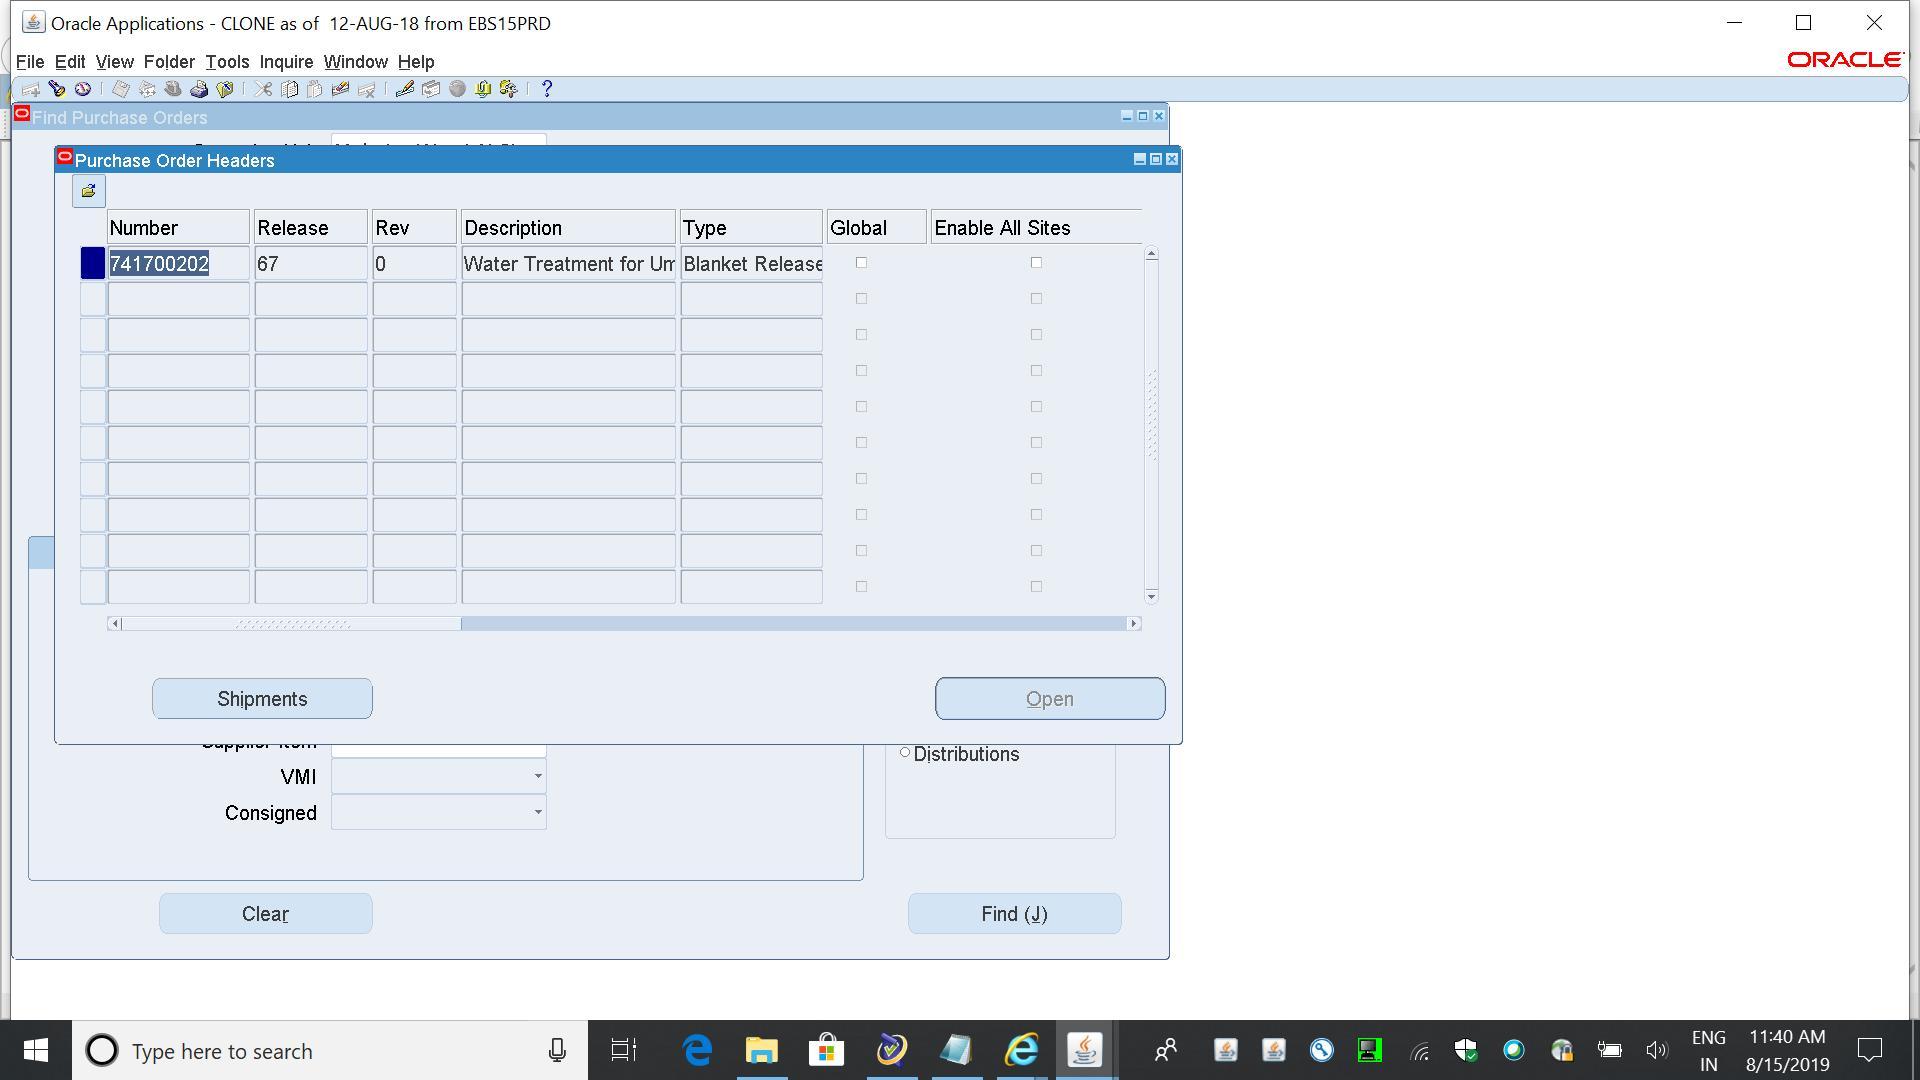 Oracle Applications - CLONE as of 12-AUG-18 from EBS15PRD
File Edit View Folder Tools Inquire Window Help
ORACLE
Find Purchase Orders
Purchase Order Headers
Number Release Rev Description Type Global Enable All Sites
741700202 67 0 Water Treatment for Um Blanket Release
Shipments Open
Supplier Item
Distributions
VMI
Consigned
Clear Find (J)
Type here to search
ENG 11:40 AM
IN 8/15/2019